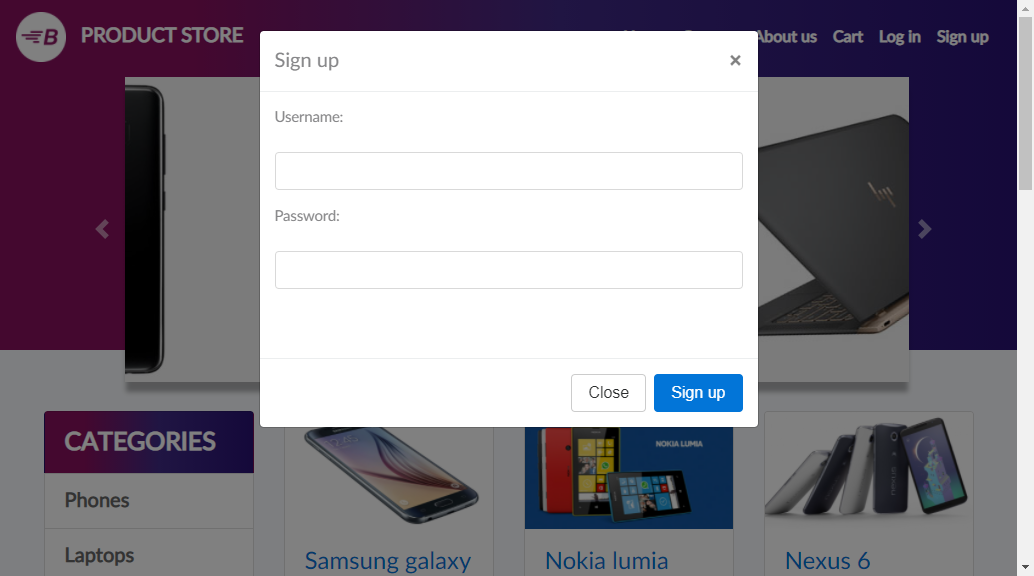 PRODUCT STORE
About us Cart Log in Sign up
Sign up ×
Username:
Password:
Close Sign up
CATEGORIES
Phones
Laptops
NOKIA LUMIA
Samsung galaxy
Nokia lumia
Nexus 6